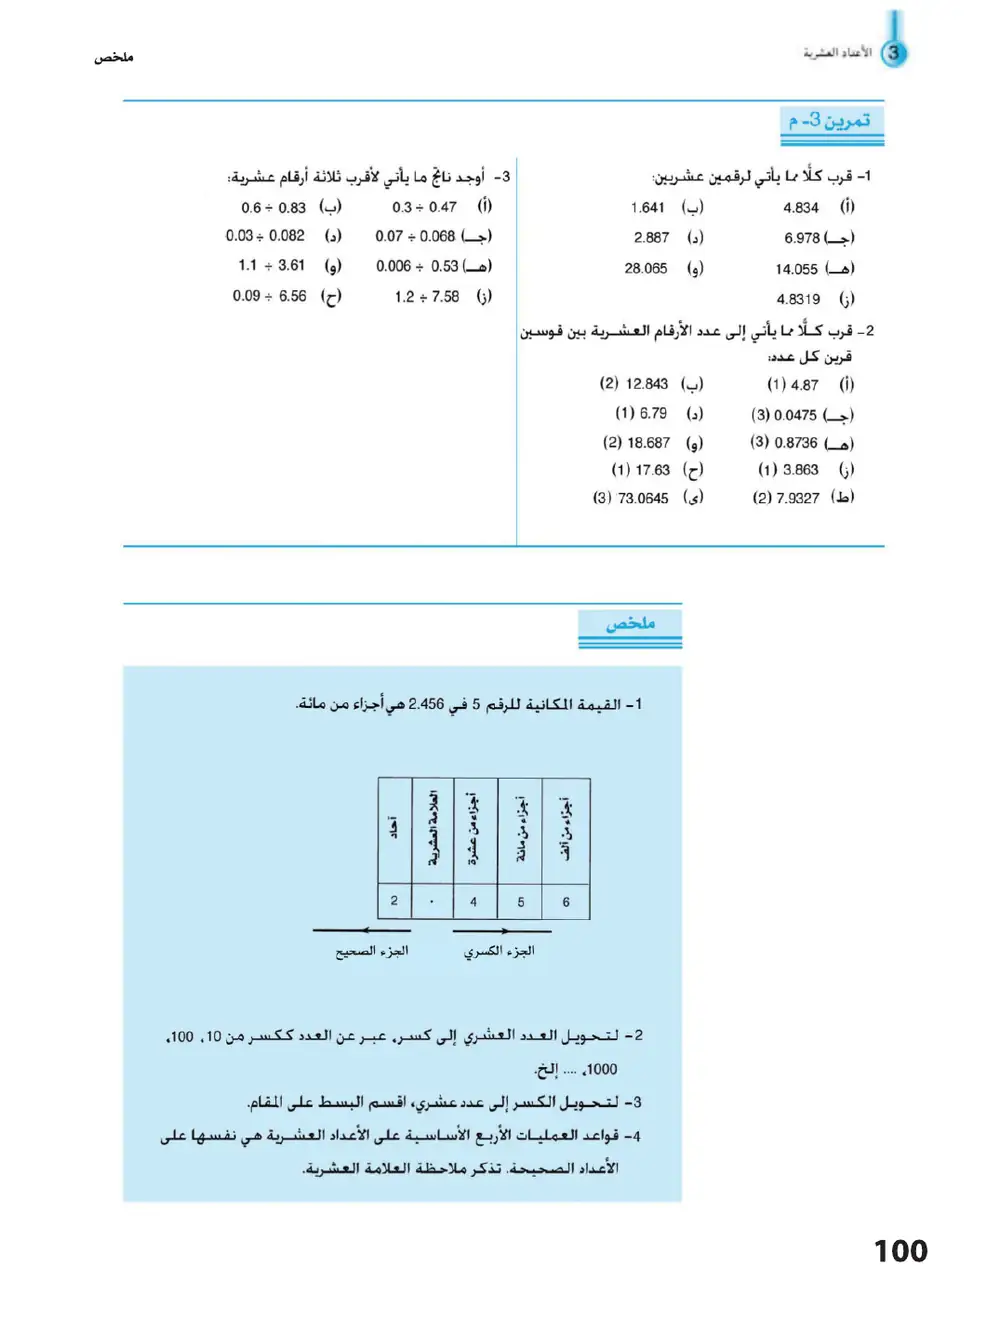 3 الأعداد العشرية
ملخص
تمرين 3- م
1- قرب كلًا مما يأتي لرقمين عشريين:
(أ) 4.834 (ب) 1.641
(جـ) 6.978 (د) 2.887
(هـ) 14.055 (و) 28.065
(ز) 4.8319
2- قرب كلًا مما يأتي إلى عدد الأرقام العشرية بين قوسين
قرين كل عدد:
(أ) 4.87 (1) (ب) 12.843 (2)
(جـ) 0.0475 (3) (د) 6.79 (1)
(هـ) 0.8736 (3) (و) 18.687 (2)
(ز) 3.863 (1) (ح) 17.63 (1)
(ط) 7.9327 (2) (ى) 73.0645 (3)
3- أوجد ناتج ما يأتي لأقرب ثلاثة أرقام عشرية:
(أ) 0.47 ÷ 0.3 (ب) 0.83 ÷ 0.6
(جـ) 0.068 ÷ 0.07 (د) 0.082 ÷ 0.03
(هـ) 0.53 ÷ 0.006 (و) 3.61 ÷ 1.1
(ز) 7.58 ÷ 1.2 (ح) 6.56 ÷ 0.09
ملخص
1- القيمة المكانية للرقم 5 في 2.456 هي أجزاء من مائة.
آحاد
العلامة العشرية
أجزاء من عشرة
أجزاء من مائة
أجزاء من ألف
2 . 4 5 6
الجزء الصحيح
الجزء الكسري
2- لتحويل العدد العشري إلى كسر، عبر عن العدد ككسر من 10، 100،
1000، .... إلخ.
3- لتحويل الكسر إلى عدد عشري، اقسم البسط على المقام.
4- قواعد العمليات الأربع الأساسية على الأعداد العشرية هي نفسها على
الأعداد الصحيحة. تذكر ملاحظة العلامة العشرية.
100